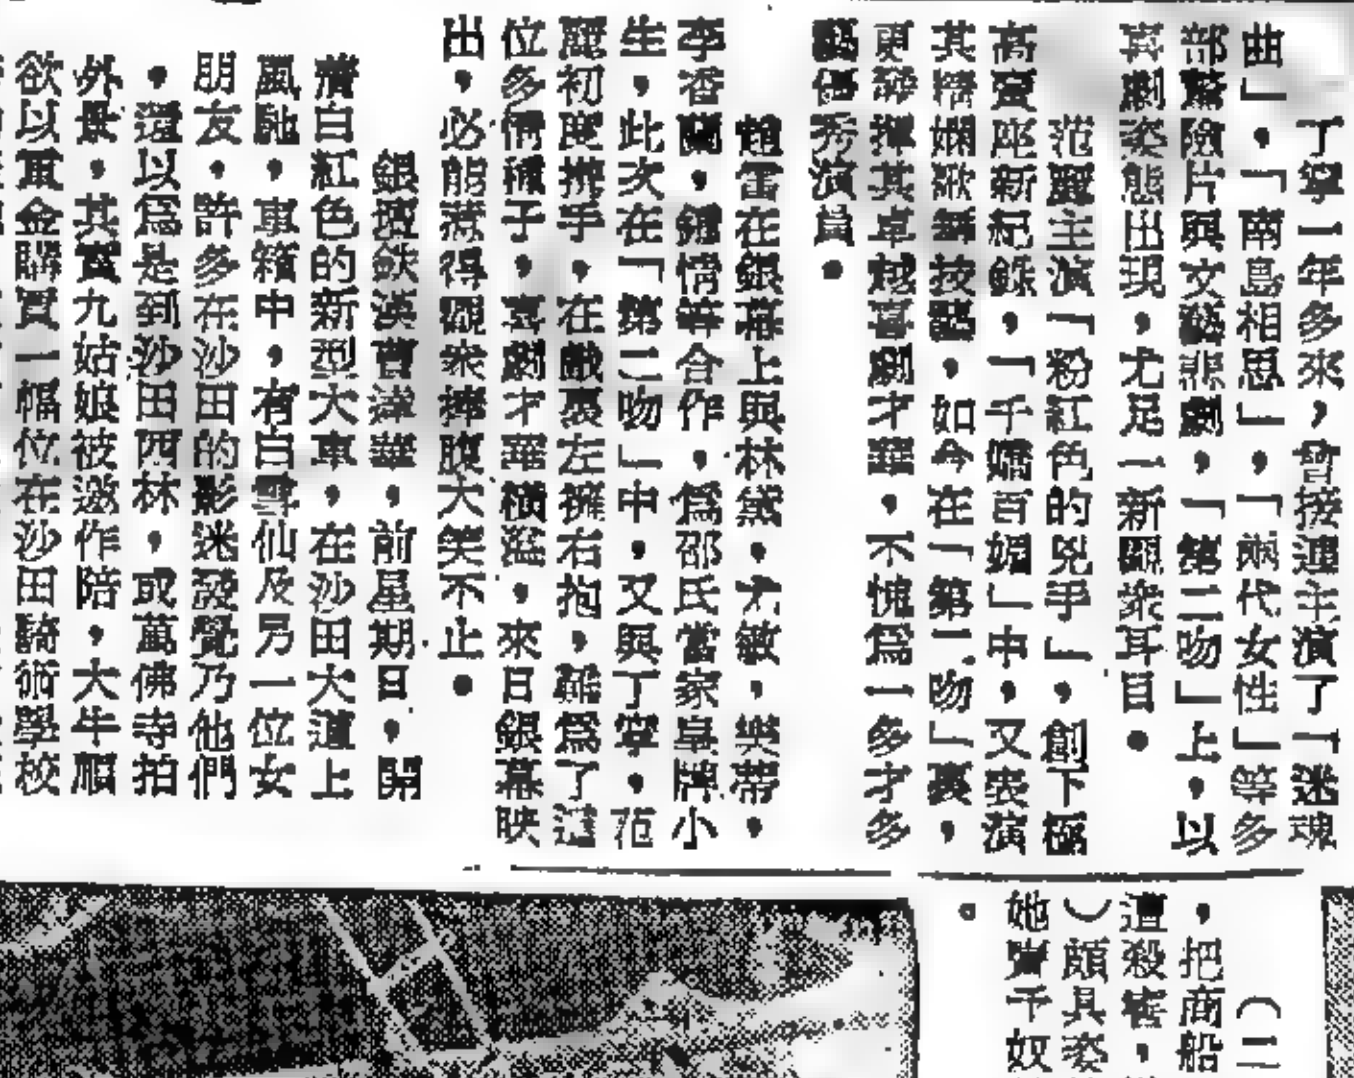 了寧一年多來，曾接連主演了「迷魂
曲」，「南島相思」，「兩代女性」等多
部驚險片與文藝悲劇，「第二吻」上，以
喜劇姿態出現，尤足一新觀衆耳目。
范麗主演「粉紅色的兇手」，創下極
高賣座新紀錄，「千嬌百媚」中，又表演
其精嫻歌舞技藝，如今在「第二吻」裏，
更發揮其卓越喜劇才華，不愧爲一多才多
藝優秀演員。
趙雷在銀幕上與林黛，尤敏，樂蒂，
李香蘭，鍾情等合作，爲邵氏當家皇牌小
生，此次在「第二吻」中，又與丁寧，范
麗初度携手，在戲裏左擁右抱，難爲了這
位多情種子，喜劇才華橫溢，來日銀幕映
出，必能博得觀衆捧腹大笑不止。
銀壇鉄漢曹達華，前星期日，開
濟白紅色的新型大車，在沙田大道上
風馳，車箱中，有白雪仙及另一位女
朋友，許多在沙田的影迷發覺乃他們
，還以爲是到沙田西林，或萬佛寺拍
外景，其實九姑娘被邀作陪，大牛順
欲以重金購買一幅位在沙田騎術學校
（二
，把商船
遭殺害，
）頗具姿
她賣千奴
。